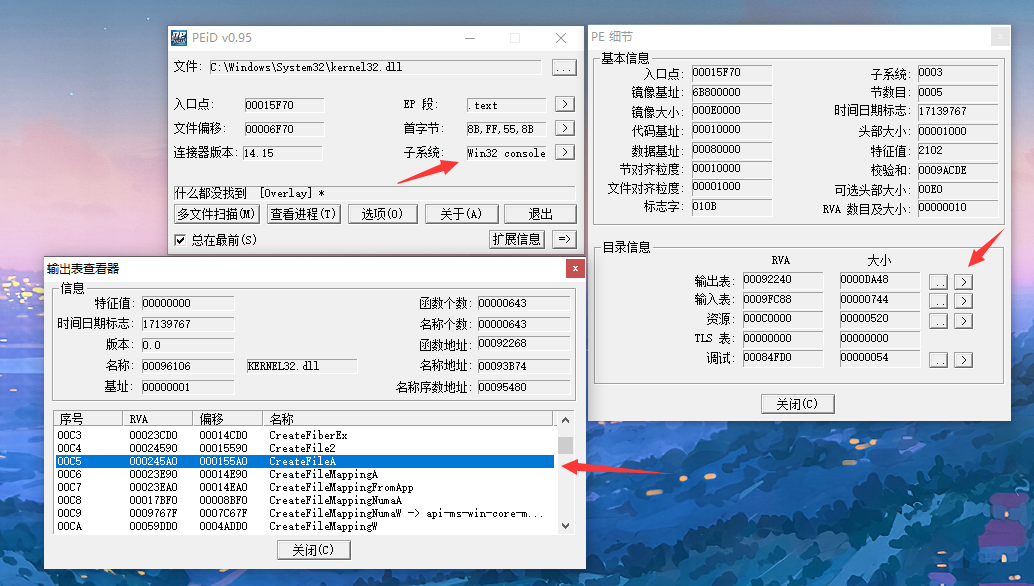 PEiD v0.95
文件: C:\Windows\System32\kernel32.dll ...
入口点: 00015F70 EP 段: .text >
文件偏移: 00006F70 首字节: 8B,FF,55,8B >
连接器版本: 14.15 子系统: Win32 console >
什么都没找到 [Overlay] *
多文件扫描(M) 查看进程(T) 选项(O) 关于(A) 退出
总在最前(S) 扩展信息 =>
PE 细节
基本信息
入口点: 00015F70 子系统: 0003
镜像基址: 6B800000 节数目: 0005
镜像大小: 000E0000 时间日期标志: 17139767
代码基址: 00010000 头部大小: 00001000
数据基址: 00080000 特征值: 2102
节对齐粒度: 00010000 校验和: 0009ACDE
文件对齐粒度: 00001000 可选头部大小: 00E0
标志字: 010B RVA 数目及大小: 00000010
目录信息
RVA 大小
输出表: 00092240 0000DA48 .. >
输入表: 0009FC88 00000744 .. >
资源: 000C0000 00000520 .. >
TLS 表: 00000000 00000000
调试: 00084FD0 00000054 .. >
关闭(C)
输出表查看器 x
信息
特征值: 00000000 函数个数: 00000643
时间日期标志: 17139767 名称个数: 00000643
版本: 0.0 函数地址: 00092268
名称: 00096106 KERNEL32.dll 名称地址: 00093B74
基址: 00000001 名称序数地址: 00095480
序号 RVA 偏移 名称
00C3 00023CD0 00014CD0 CreateFiberEx
00C4 00024590 00015590 CreateFile2
00C5 000245A0 000155A0 CreateFileA
00C6 00023E90 00014E90 CreateFileMappingA
00C7 00023EA0 00014EA0 CreateFileMappingFromApp
00C8 00017BF0 00008BF0 CreateFileMappingNumaA
00C9 0009767F 0007C67F CreateFileMappingNumaW -> api-ms-win-core-m...
00CA 00059DD0 0004ADD0 CreateFileMappingW
关闭(C)